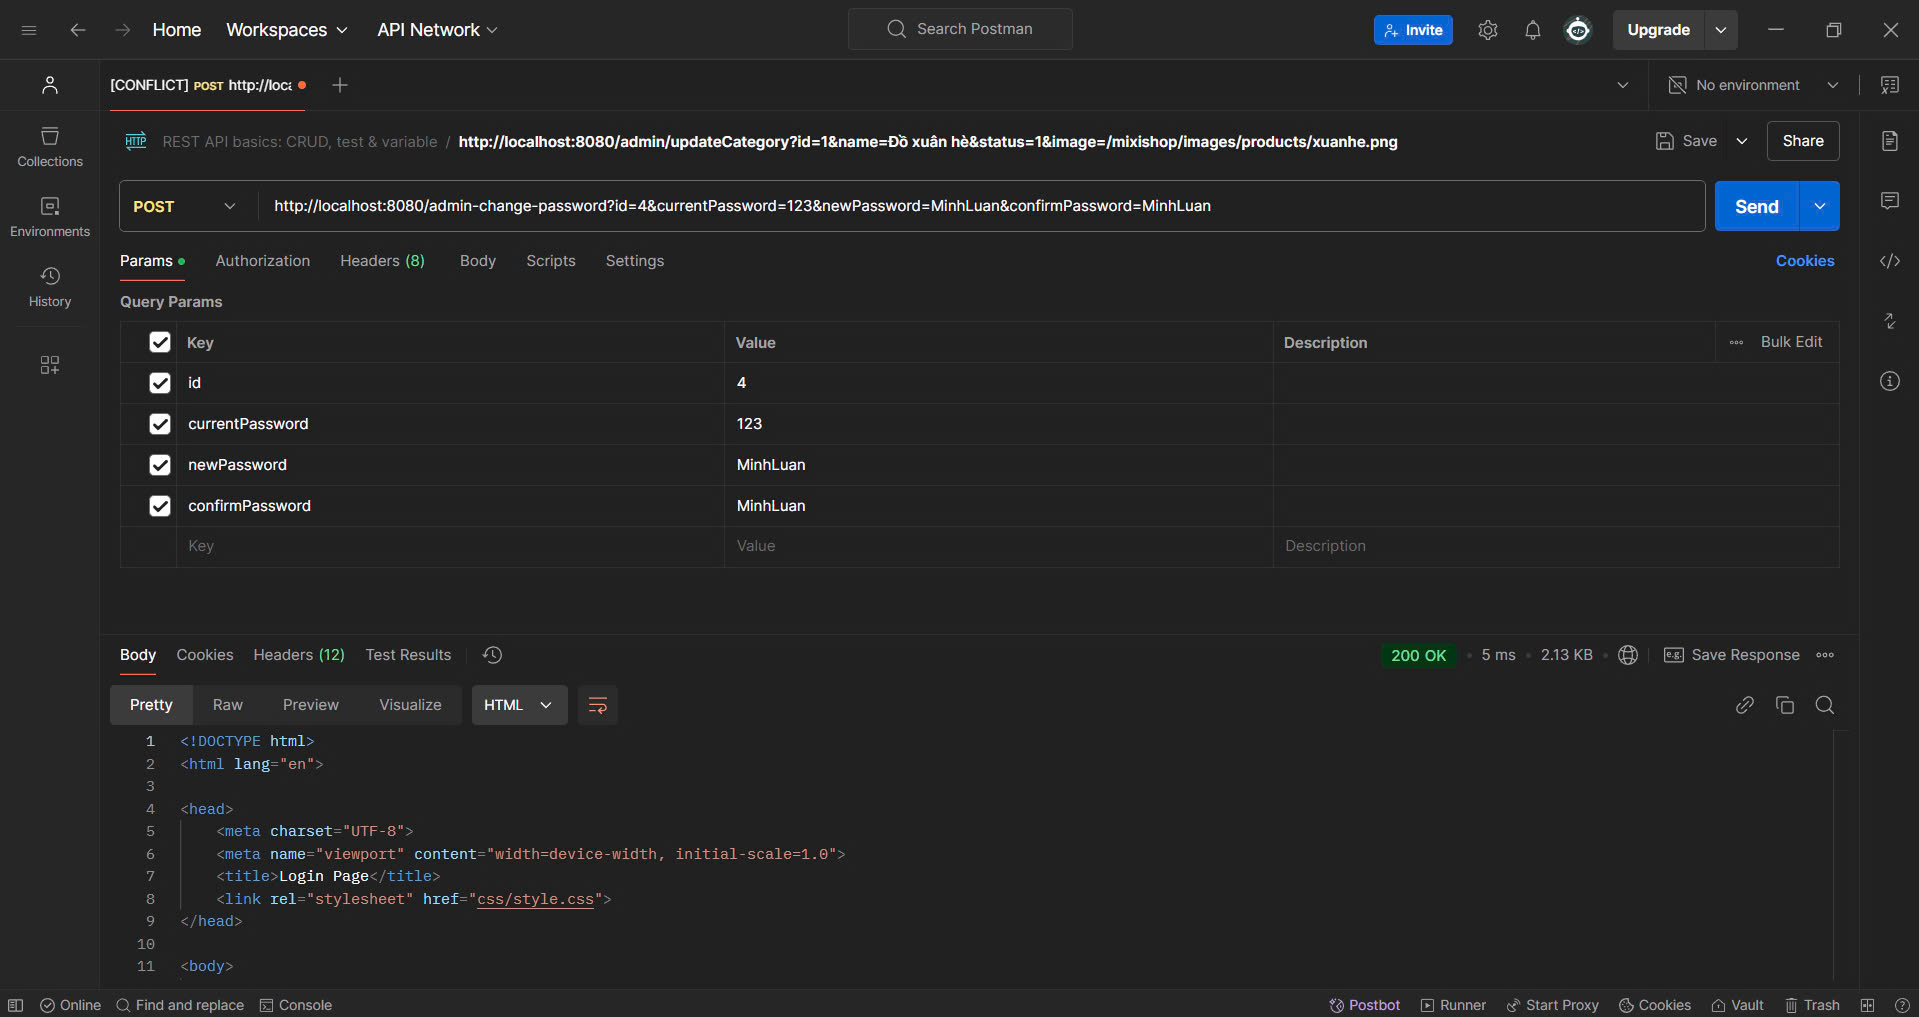 Home Workspaces API Network Search Postman Invite Upgrade
[CONFLICT] POST http://loc No environment
HTTP REST API basics: CRUD, test & variable / http://localhost:8080/admin/updateCategory?id=1&name=Đồ xuân hè&status=1&image=/mixishop/images/products/xuanhe.png Save Share
Collections
POST http://localhost:8080/admin-change-password?id=4&currentPassword=123&newPassword=MinhLuan&confirmPassword=MinhLuan Send
Environments
Params Authorization Headers (8) Body Scripts Settings Cookies
History
Query Params
Key Value Description Bulk Edit
id 4
currentPassword 123
newPassword MinhLuan
confirmPassword MinhLuan
Key Value Description
Body Cookies Headers (12) Test Results 200 OK 5 ms 2.13 KB e.g. Save Response
Pretty Raw Preview Visualize HTML
1 <!DOCTYPE html>
2 <html lang="en">
3
4 <head>
5 <meta charset="UTF-8">
6 <meta name="viewport" content="width=device-width, initial-scale=1.0">
7 <title>Login Page</title>
8 <link rel="stylesheet" href="css/style.css">
9 </head>
10
11 <body>
Online Find and replace Console Postbot Runner Start Proxy Cookies Vault Trash